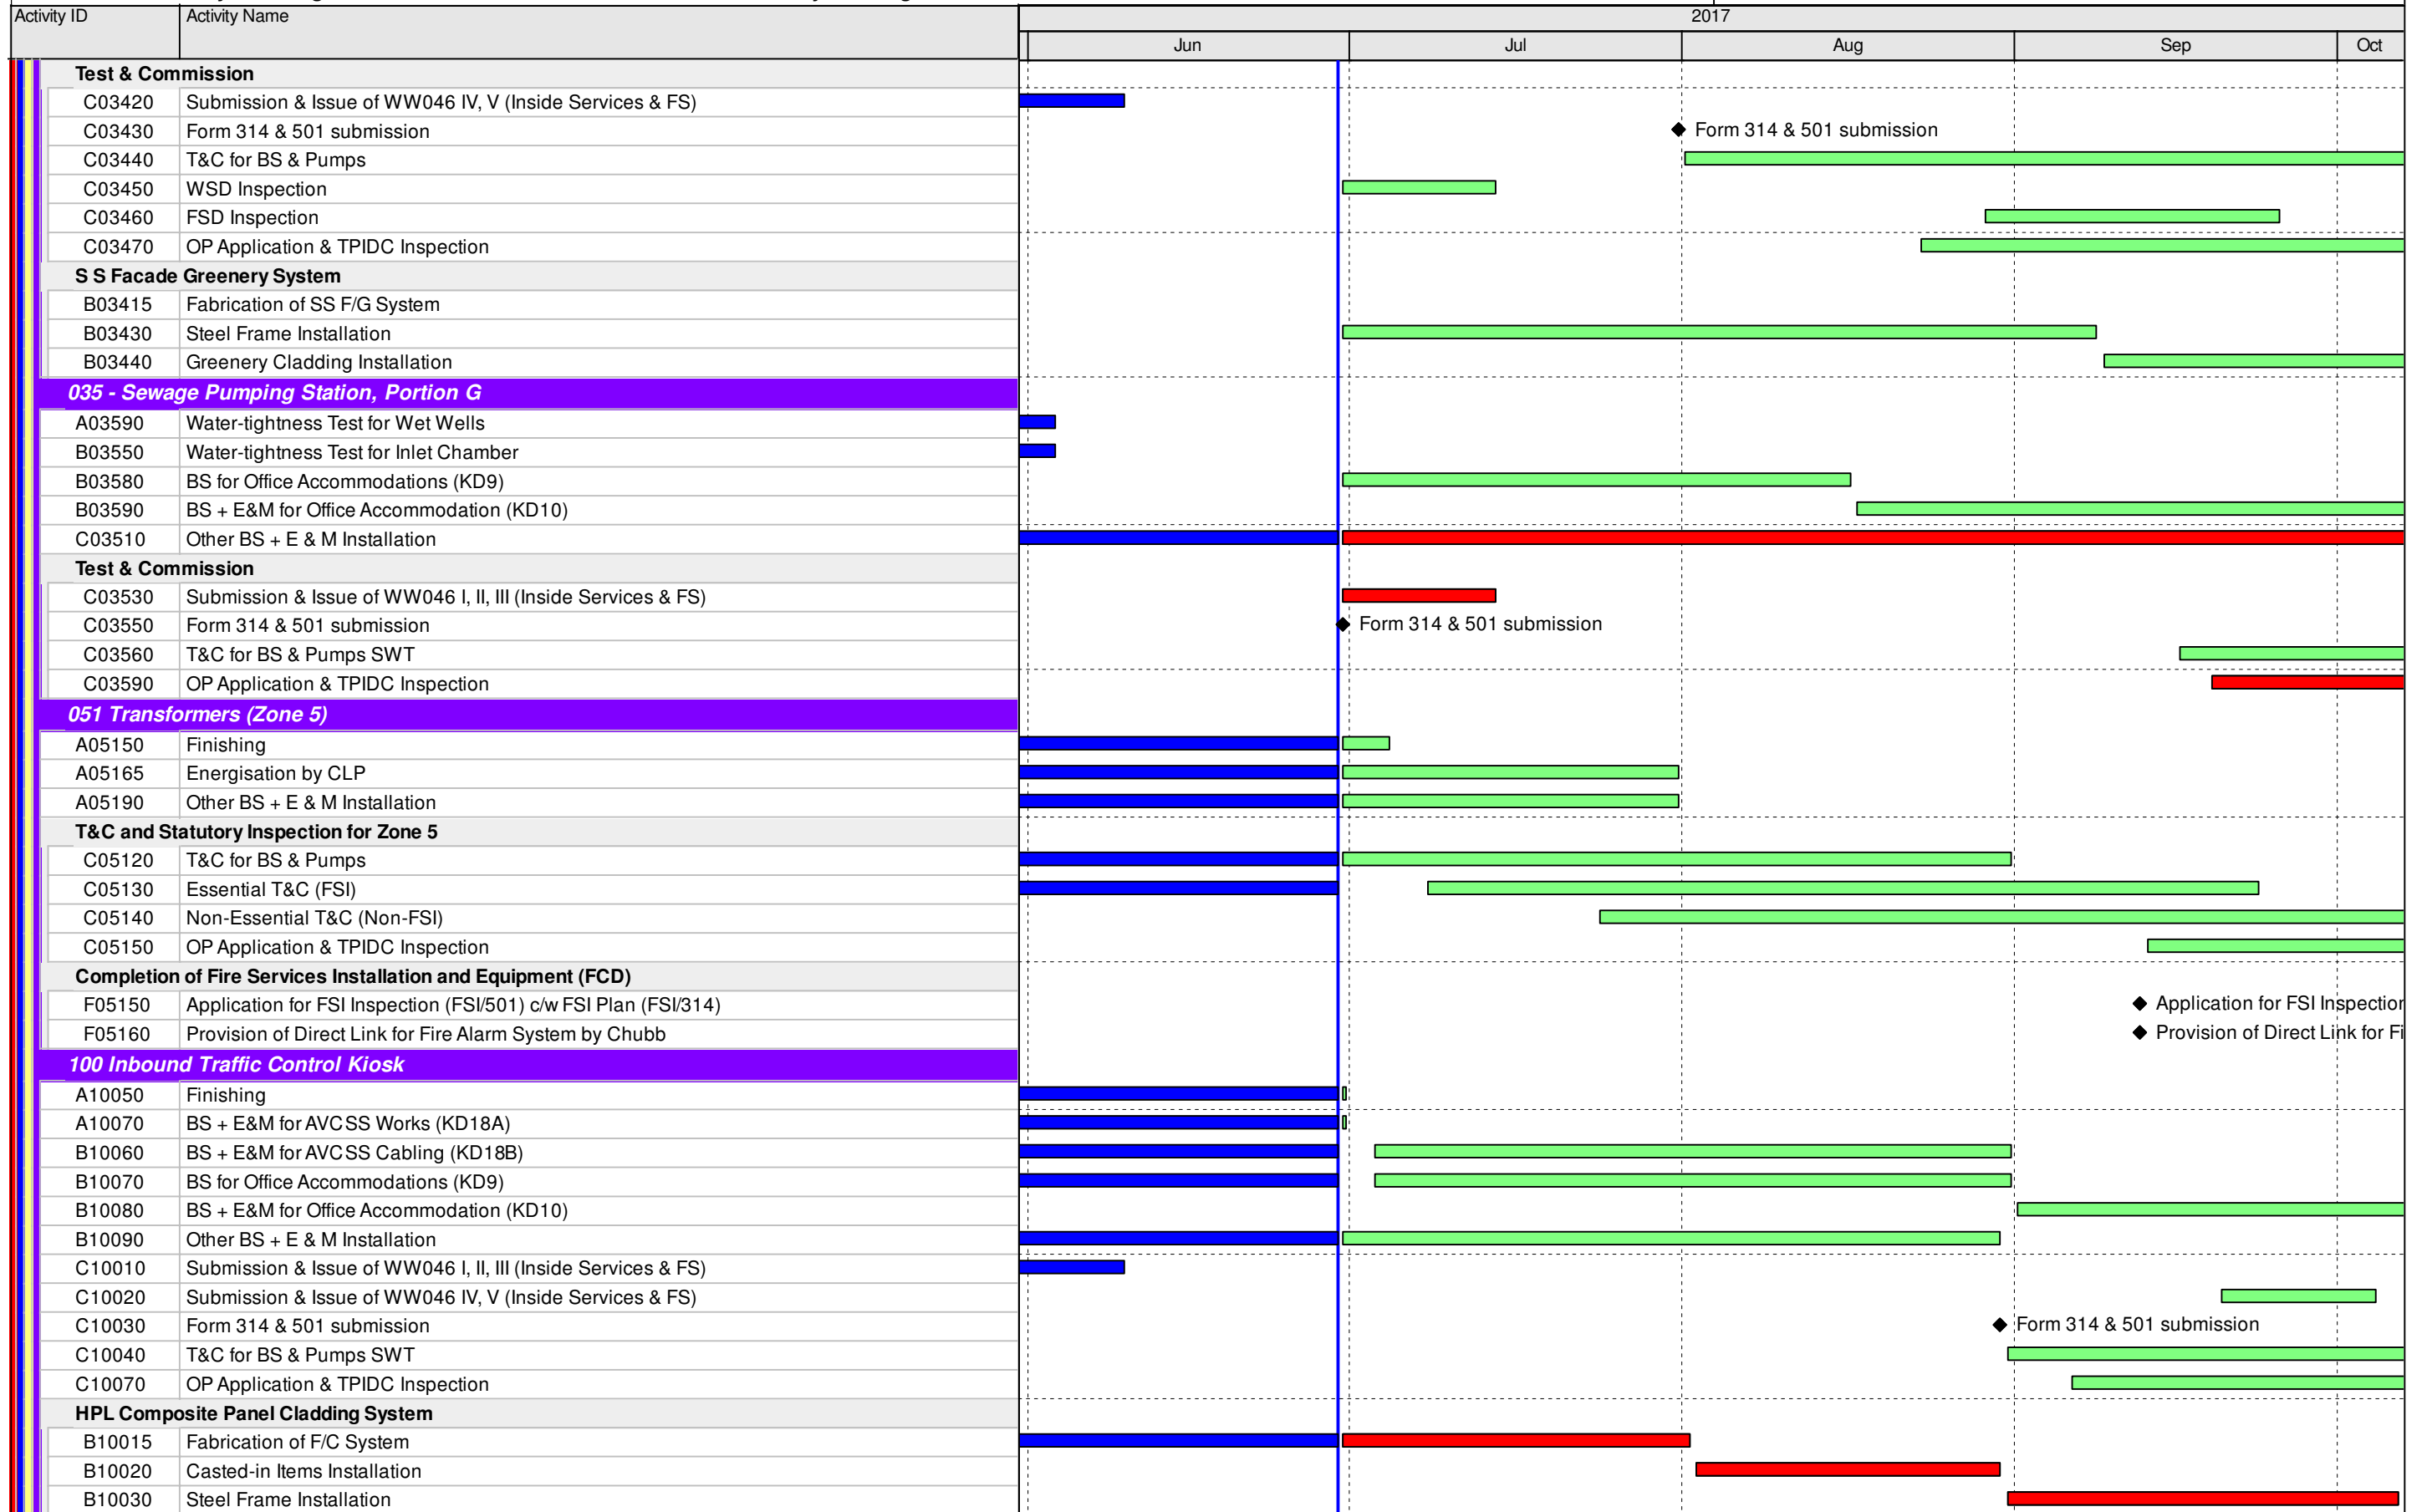 Activity ID Activity Name 2017
Jun Jul Aug Sep Oct
Test & Commission
C03420 Submission & Issue of WW046 IV, V (Inside Services & FS)
C03430 Form 314 & 501 submission Form 314 & 501 submission
C03440 T&C for BS & Pumps
C03450 WSD Inspection
C03460 FSD Inspection
C03470 OP Application & TPIDC Inspection
S S Facade Greenery System
B03415 Fabrication of SS F/G System
B03430 Steel Frame Installation
B03440 Greenery Cladding Installation
035 - Sewage Pumping Station, Portion G
A03590 Water-tightness Test for Wet Wells
B03550 Water-tightness Test for Inlet Chamber
B03580 BS for Office Accommodations (KD9)
B03590 BS + E&M for Office Accommodation (KD10)
C03510 Other BS + E & M Installation
Test & Commission
C03530 Submission & Issue of WW046 I, II, III (Inside Services & FS)
C03550 Form 314 & 501 submission Form 314 & 501 submission
C03560 T&C for BS & Pumps SWT
C03590 OP Application & TPIDC Inspection
051 Transformers (Zone 5)
A05150 Finishing
A05165 Energisation by CLP
A05190 Other BS + E & M Installation
T&C and Statutory Inspection for Zone 5
C05120 T&C for BS & Pumps
C05130 Essential T&C (FSI)
C05140 Non-Essential T&C (Non-FSI)
C05150 OP Application & TPIDC Inspection
Completion of Fire Services Installation and Equipment (FCD)
F05150 Application for FSI Inspection (FSI/501) c/w FSI Plan (FSI/314) Application for FSI Inspection
F05160 Provision of Direct Link for Fire Alarm System by Chubb Provision of Direct Link for Fi
100 Inbound Traffic Control Kiosk
A10050 Finishing
A10070 BS + E&M for AVCSS Works (KD18A)
B10060 BS + E&M for AVCSS Cabling (KD18B)
B10070 BS for Office Accommodations (KD9)
B10080 BS + E&M for Office Accommodation (KD10)
B10090 Other BS + E & M Installation
C10010 Submission & Issue of WW046 I, II, III (Inside Services & FS)
C10020 Submission & Issue of WW046 IV, V (Inside Services & FS)
C10030 Form 314 & 501 submission Form 314 & 501 submission
C10040 T&C for BS & Pumps SWT
C10070 OP Application & TPIDC Inspection
HPL Composite Panel Cladding System
B10015 Fabrication of F/C System
B10020 Casted-in Items Installation
B10030 Steel Frame Installation